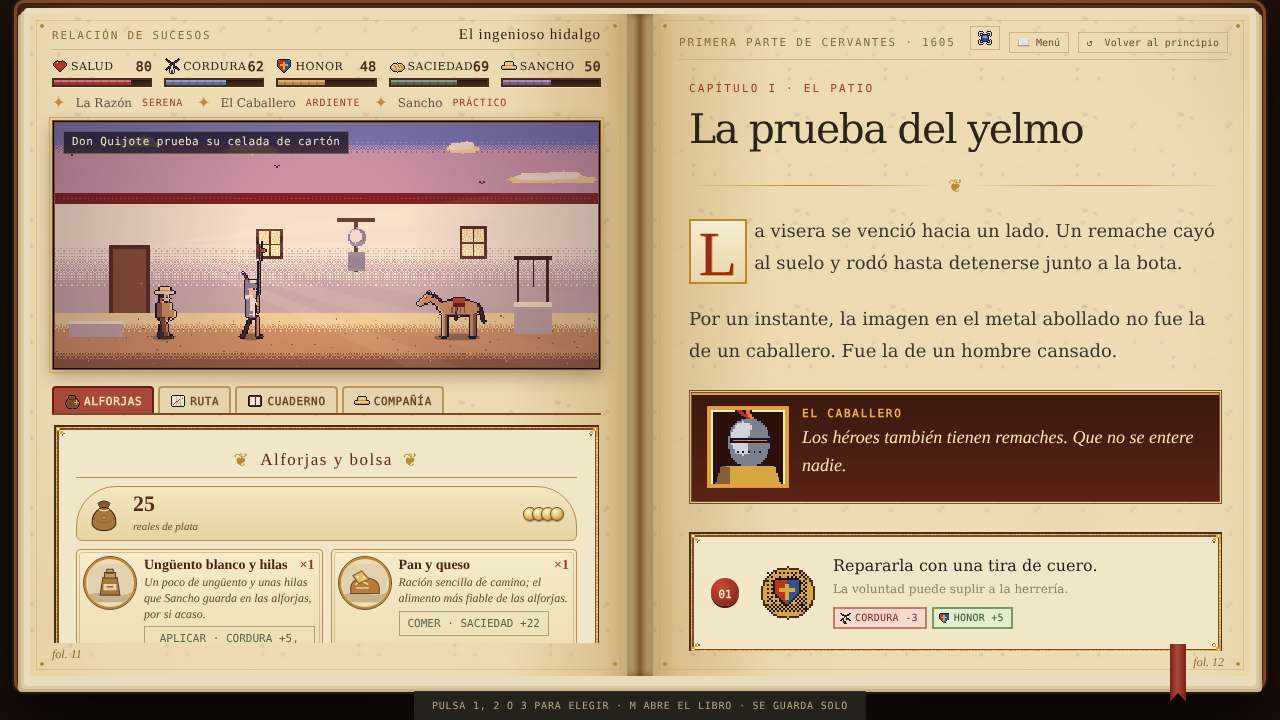 RELACIÓN DE SUCESOS
El ingenioso hidalgo
SALUD 80
CORDURA 62
HONOR 48
SACIEDAD 69
SANCHO 50
La Razón SERENA
El Caballero ARDIENTE
Sancho PRÁCTICO
Don Quijote prueba su celada de cartón
ALFORJAS
RUTA
CUADERNO
COMPAÑÍA
Alforjas y bolsa
25
reales de plata
Ungüento blanco y hilas ×1
Un poco de ungüento y unas hilas
que Sancho guarda en las alforjas,
por si acaso.
APLICAR · CORDURA +5,
Pan y queso ×1
Ración sencilla de camino; el
alimento más fiable de las alforjas.
COMER · SACIEDAD +22
fol. 11
PRIMERA PARTE DE CERVANTES · 1605
Menú
↺ Volver al principio
CAPÍTULO I · EL PATIO
La prueba del yelmo
La visera se venció hacia un lado. Un remache cayó
al suelo y rodó hasta detenerse junto a la bota.
Por un instante, la imagen en el metal abollado no fue la
de un caballero. Fue la de un hombre cansado.
EL CABALLERO
Los héroes también tienen remaches. Que no se entere
nadie.
01
Repararla con una tira de cuero.
La voluntad puede suplir a la herrería.
CORDURA -3
HONOR +5
fol. 12
PULSA 1, 2 O 3 PARA ELEGIR · M ABRE EL LIBRO · SE GUARDA SOLO